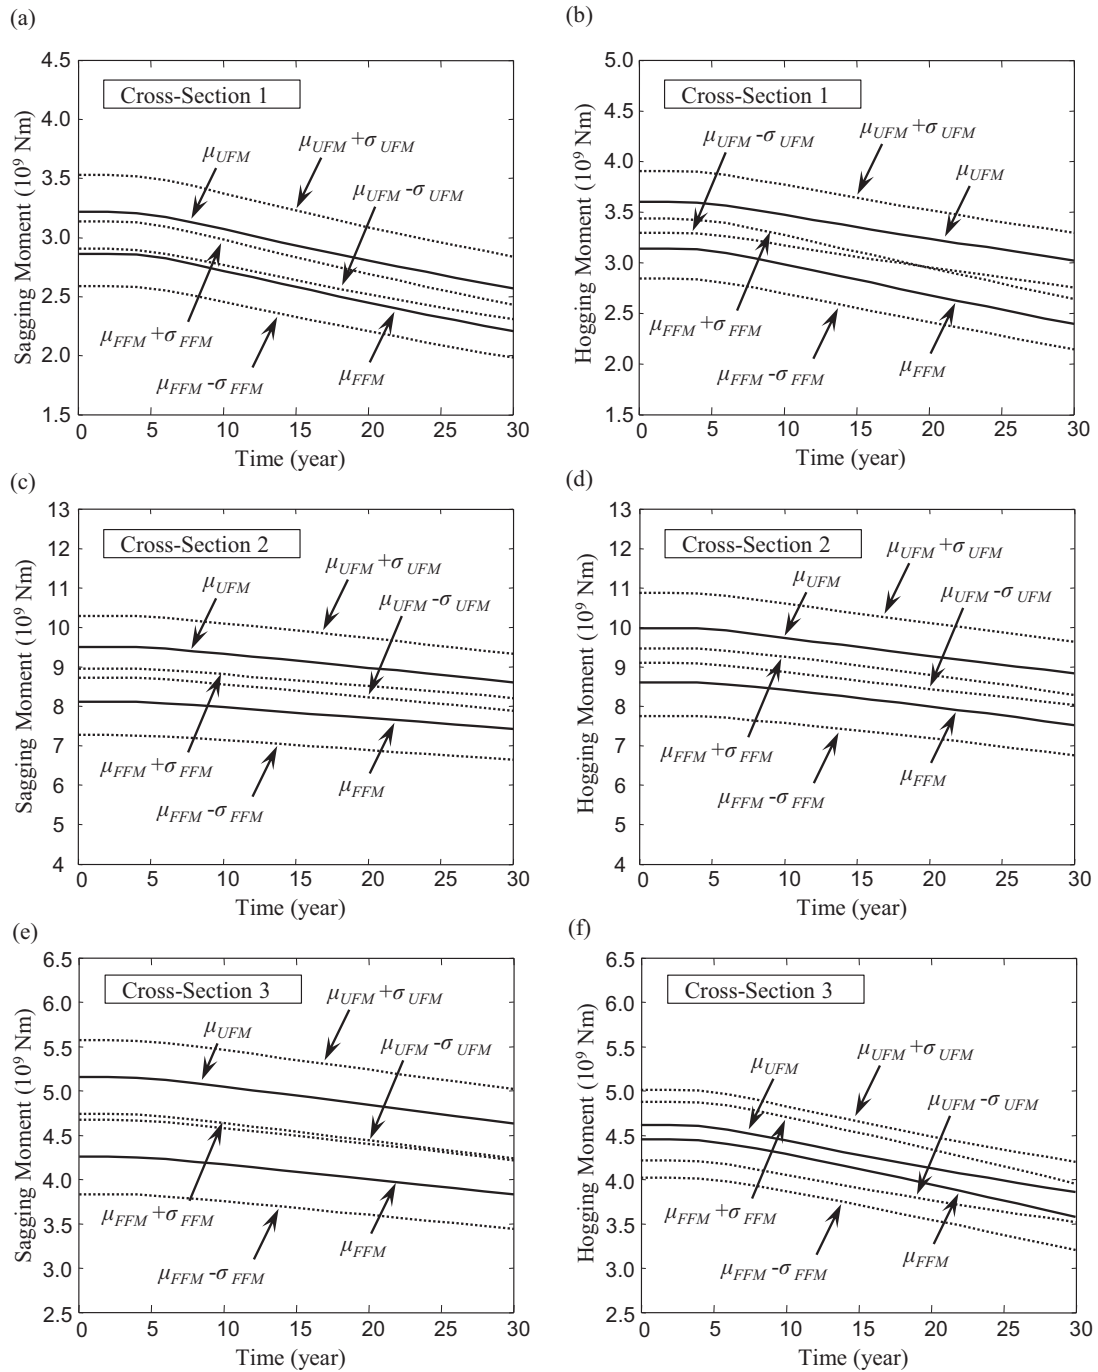 (a)
Sagging Moment (10⁹ Nm)
4.5
4.0
3.5
3.0
2.5
2.0
1.5
Cross-Section 1
μUFM
μUFM+σUFM
μUFM-σUFM
μFFM+σFFM
μFFM-σFFM
μFFM
0 5 10 15 20 25 30
Time (year)
(b)
Hogging Moment (10⁹ Nm)
5.0
4.5
4.0
3.5
3.0
2.5
2.0
1.5
Cross-Section 1
μUFM-σUFM
μUFM+σUFM
μUFM
μFFM+σFFM
μFFM-σFFM
μFFM
0 5 10 15 20 25 30
Time (year)
(c)
Sagging Moment (10⁹ Nm)
13
12
11
10
9
8
7
6
5
4
Cross-Section 2
μUFM+σUFM
μUFM
μUFM-σUFM
μFFM+σFFM
μFFM
μFFM-σFFM
0 5 10 15 20 25 30
Time (year)
(d)
Hogging Moment (10⁹ Nm)
13
12
11
10
9
8
7
6
5
4
Cross-Section 2
μUFM+σUFM
μUFM
μUFM-σUFM
μFFM+σFFM
μFFM
μFFM-σFFM
0 5 10 15 20 25 30
Time (year)
(e)
Sagging Moment (10⁹ Nm)
6.5
6.0
5.5
5.0
4.5
4.0
3.5
3.0
2.5
Cross-Section 3
μUFM+σUFM
μUFM
μUFM-σUFM
μFFM+σFFM
μFFM
μFFM-σFFM
0 5 10 15 20 25 30
Time (year)
(f)
Hogging Moment (10⁹ Nm)
6.5
6.0
5.5
5.0
4.5
4.0
3.5
3.0
2.5
Cross-Section 3
μUFM+σUFM
μUFM
μUFM-σUFM
μFFM+σFFM
μFFM
μFFM-σFFM
0 5 10 15 20 25 30
Time (year)